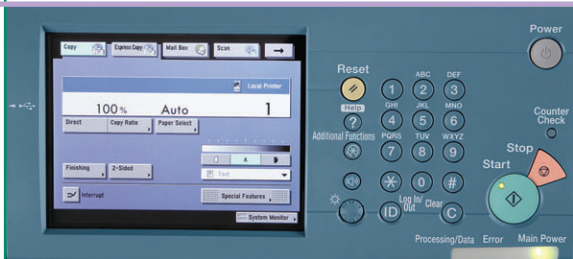 Copy
Express Copy
Mail Box
Scan
Local Printer
100% Auto 1
Direct
Copy Ratio
Paper Select
A
Text
Finishing
2-Sided
Interrupt
Special Features
System Monitor
Power
Reset
Help
?
Additional Functions
1
ABC
2
DEF
3
GHI
4
JKL
5
MNO
6
PQRS
7
TUV
8
WXYZ
9
0
#
ID
Log In/
Out
Clear
C
Counter
Check
Stop
Start
Processing/Data Error Main Power